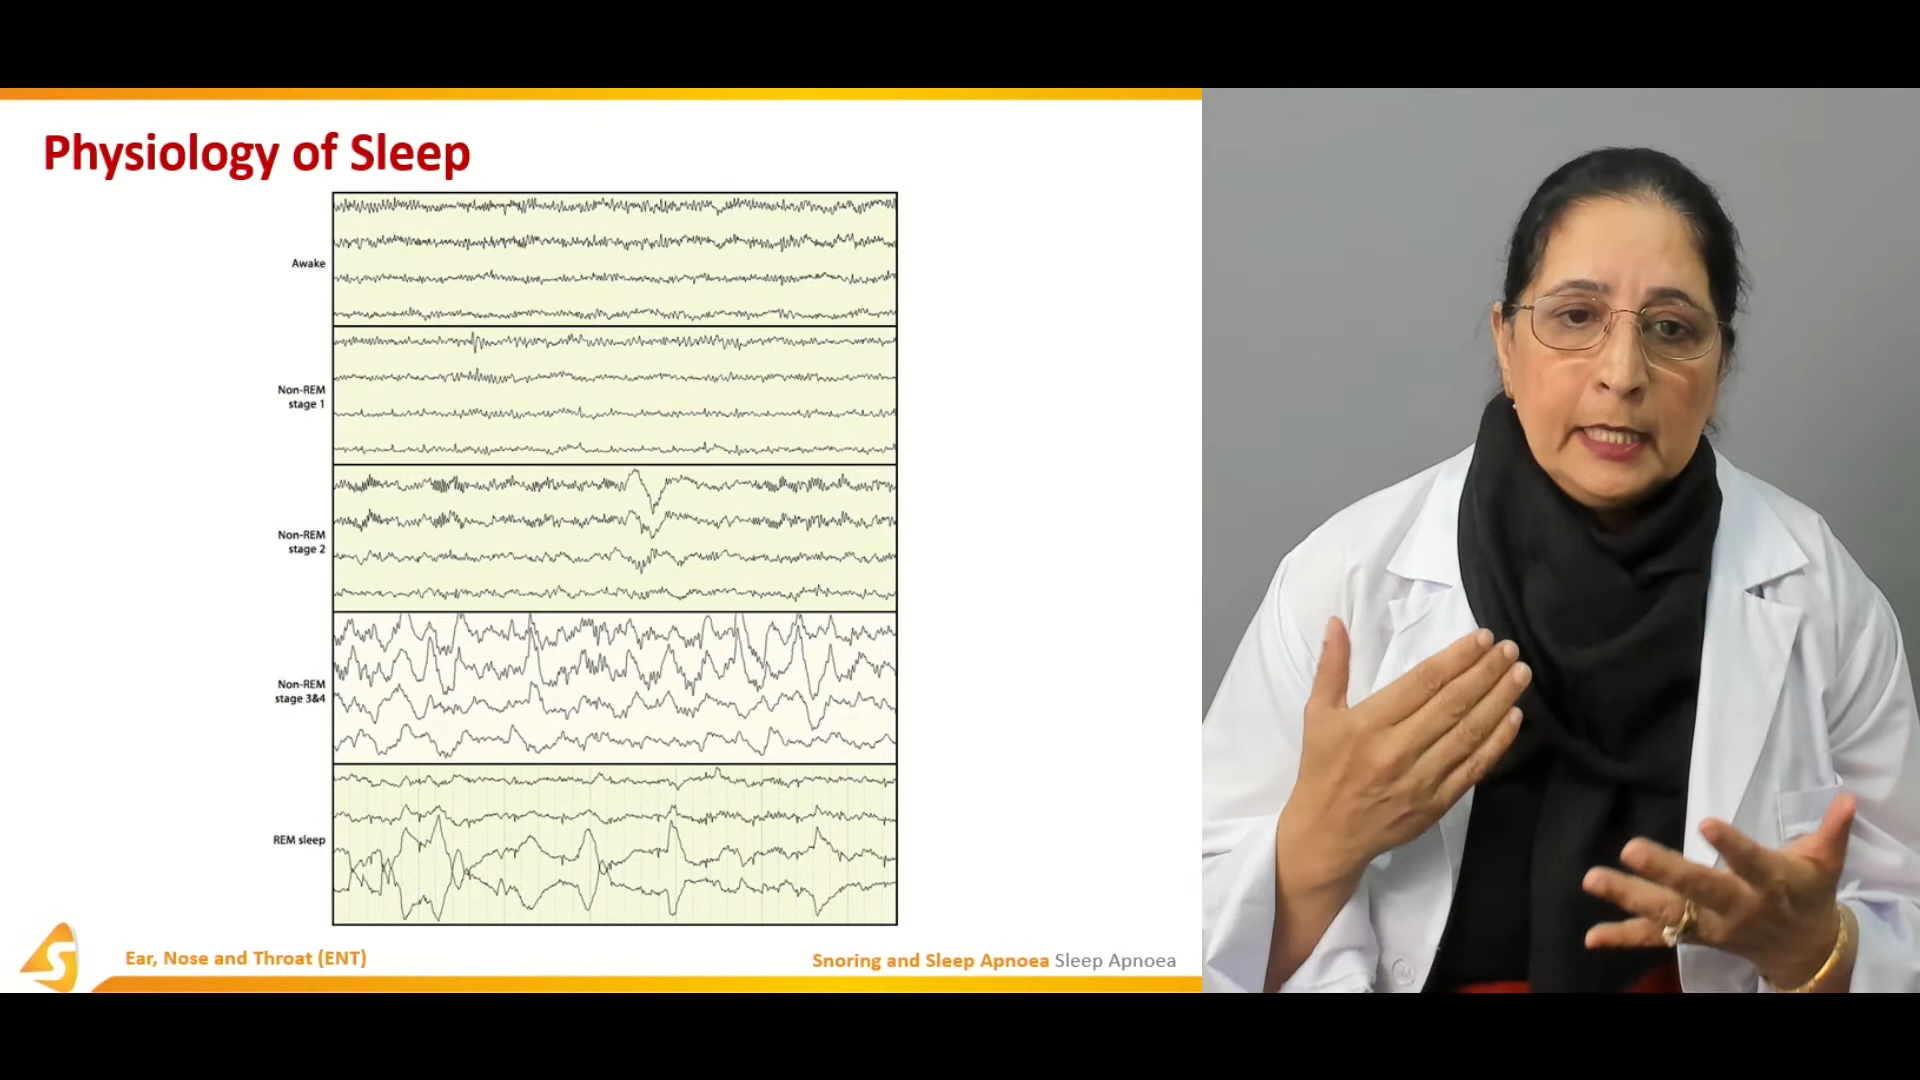 Physiology of Sleep
Awake
Non-REM
stage 1
Non-REM
stage 2
Non-REM
stage 3&4
REM sleep
S
Ear, Nose and Throat (ENT)
Snoring and Sleep Apnoea Sleep Apnoea